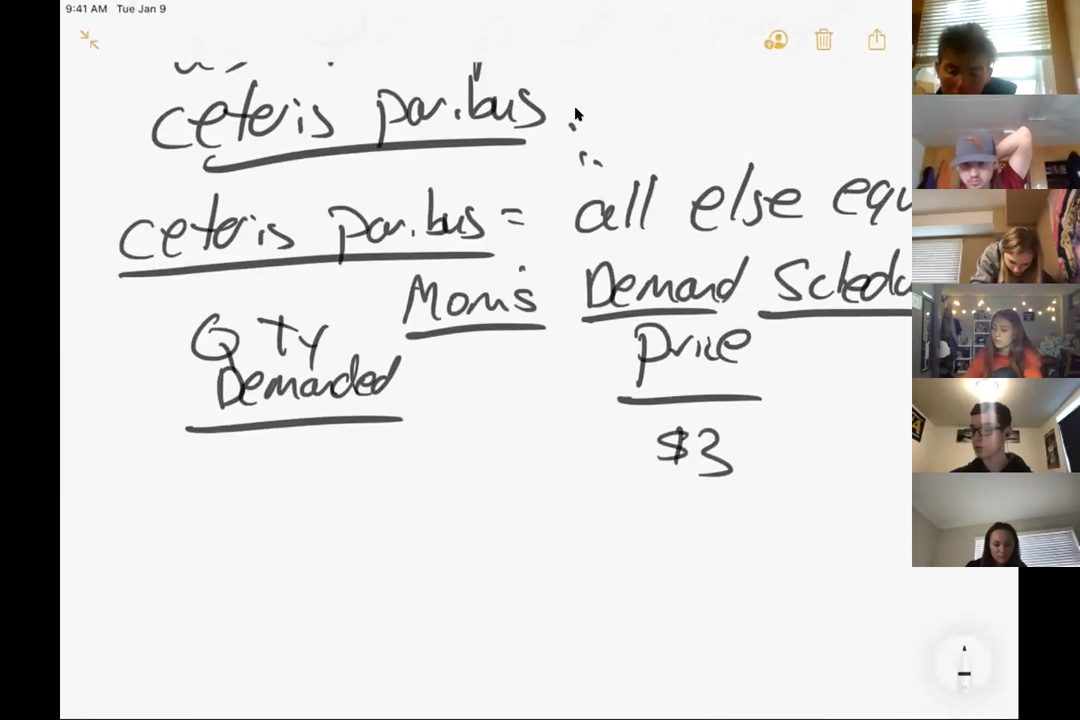 9:41 AM Tue Jan 9
ceteris paribus
ceteris paribus = all else equ
Mom's Demand Schedu
Qty Price
Demanded
$3